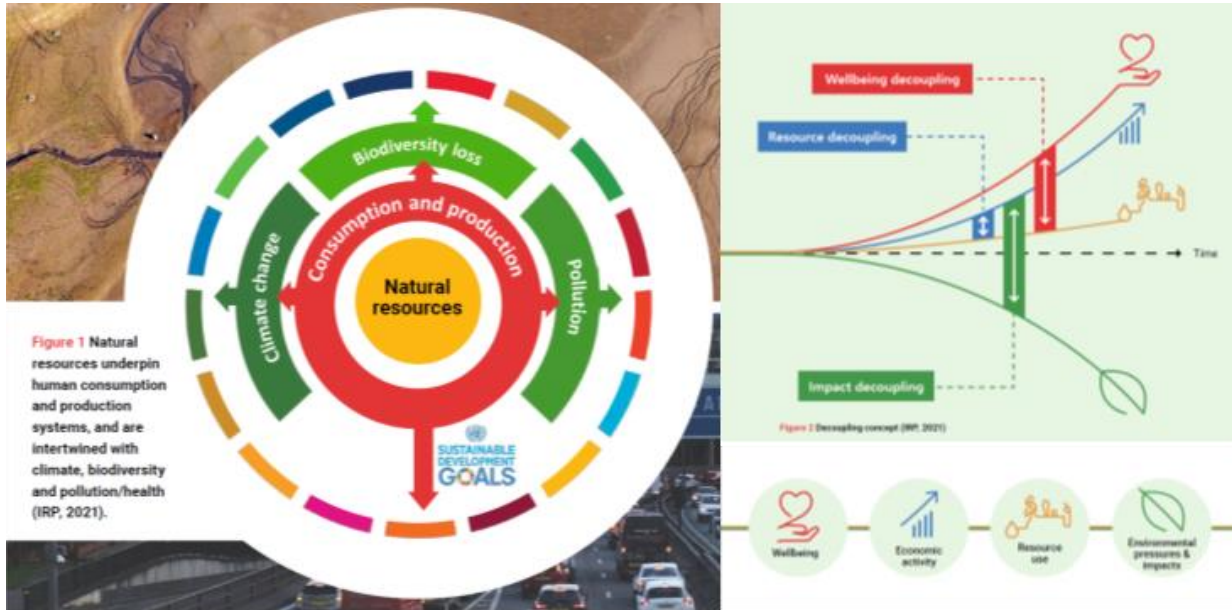 Biodiversity loss
Consumption and production
Climate change
Pollution
Natural
resources
Figure 1 Natural
resources underpin
human consumption
and production
systems, and are
intertwined with
climate, biodiversity
and pollution/health
(IRP, 2021).
SUSTAINABLE
DEVELOPMENT
GOALS
Wellbeing decoupling
Resource decoupling
Time
Impact decoupling
Figure 2 Decoupling concept (IRP, 2021)
Wellbeing
Economic
activity
Resource
use
Environmental
pressures &
impacts